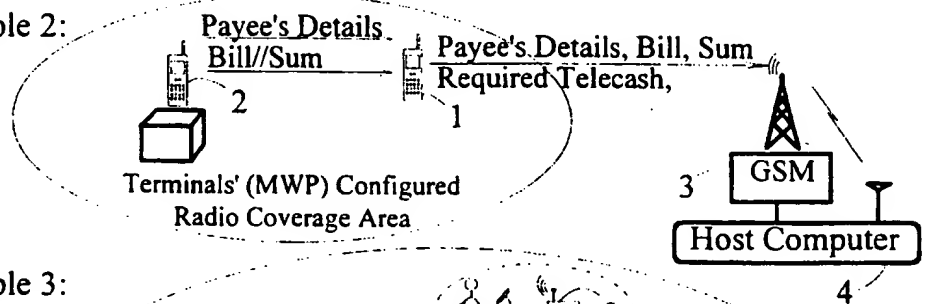 ple 2:
Payee's Details
Bill//Sum
Payee's Details, Bill, Sum
Required Telecash,
2
1
Terminals' (MWP) Configured
Radio Coverage Area
3
GSM
Host Computer
4
ple 3: